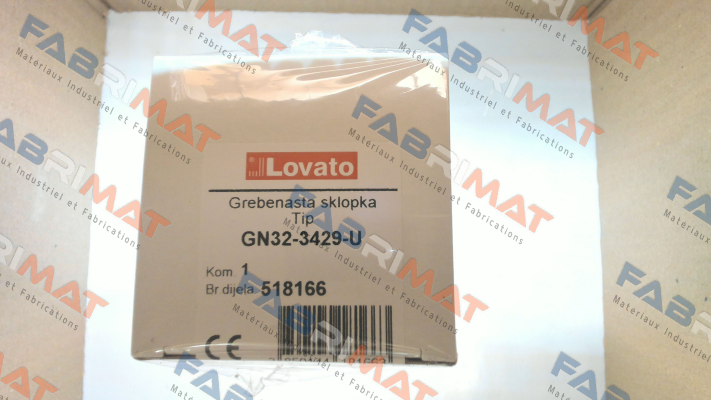 Lovato
Grebenasta sklopka
Tip
GN32-3429-U
Kom. 1
Br dijela 518166
CE
FABRIMAT
Matériaux Industriel et Fabrications